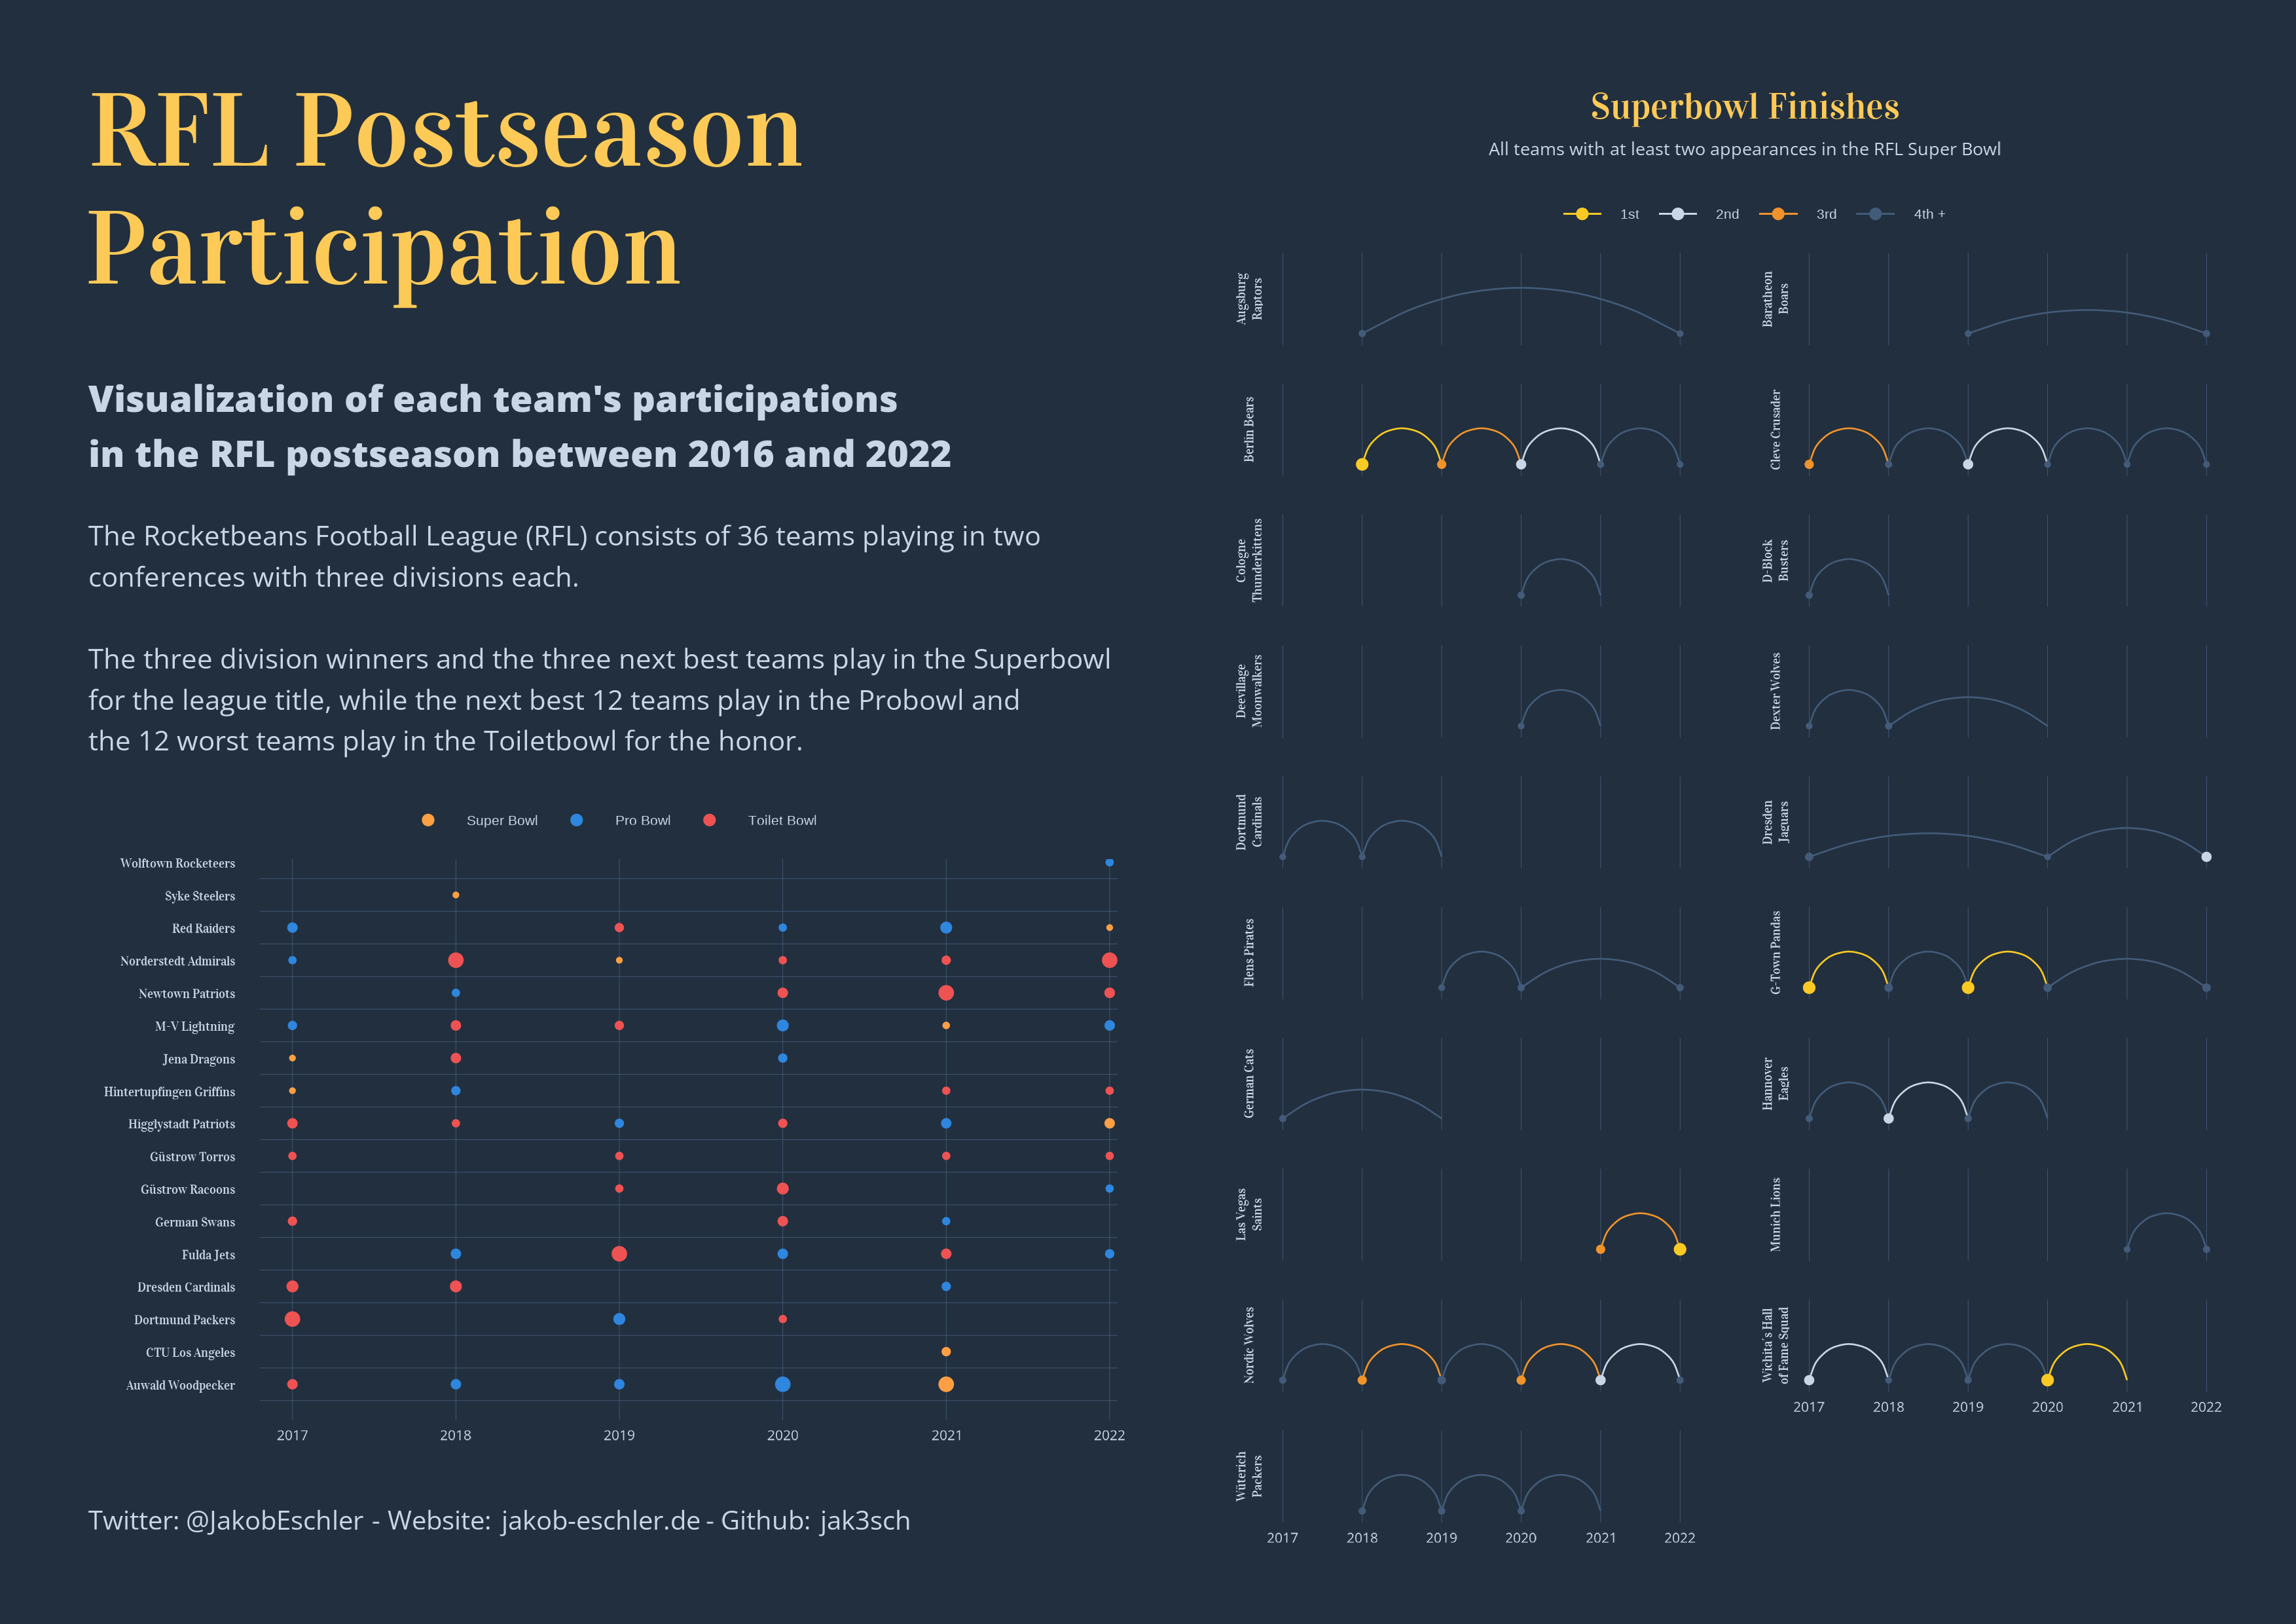 RFL Postseason
Participation
Visualization of each team's participations
in the RFL postseason between 2016 and 2022
The Rocketbeans Football League (RFL) consists of 36 teams playing in two
conferences with three divisions each.
The three division winners and the three next best teams play in the Superbowl
for the league title, while the next best 12 teams play in the Probowl and
the 12 worst teams play in the Toiletbowl for the honor.
Super Bowl Pro Bowl Toilet Bowl
Wolftown Rocketeers
Syke Steelers
Red Raiders
Norderstedt Admirals
Newtown Patriots
M-V Lightning
Jena Dragons
Hintertupfingen Griffins
Higglystadt Patriots
Güstrow Torros
Güstrow Racoons
German Swans
Fulda Jets
Dresden Cardinals
Dortmund Packers
CTU Los Angeles
Auwald Woodpecker
2017 2018 2019 2020 2021 2022
Twitter: @JakobEschler - Website: jakob-eschler.de - Github: jak3sch
Superbowl Finishes
All teams with at least two appearances in the RFL Super Bowl
1st 2nd 3rd 4th +
Augsburg
Raptors
Baratheon
Boars
Berlin Bears
Cleve Crusader
Cologne
Thunderkittens
D-Block
Busters
Deevillage
Moonwalkers
Dexter Wolves
Dortmund
Cardinals
Dresden
Jaguars
Flens Pirates
G-Town Pandas
German Cats
Hannover
Eagles
Las Vegas
Saints
Munich Lions
Nordic Wolves
Wichita´s Hall
of Fame Squad
2017 2018 2019 2020 2021 2022
Wüterich
Packers
2017 2018 2019 2020 2021 2022